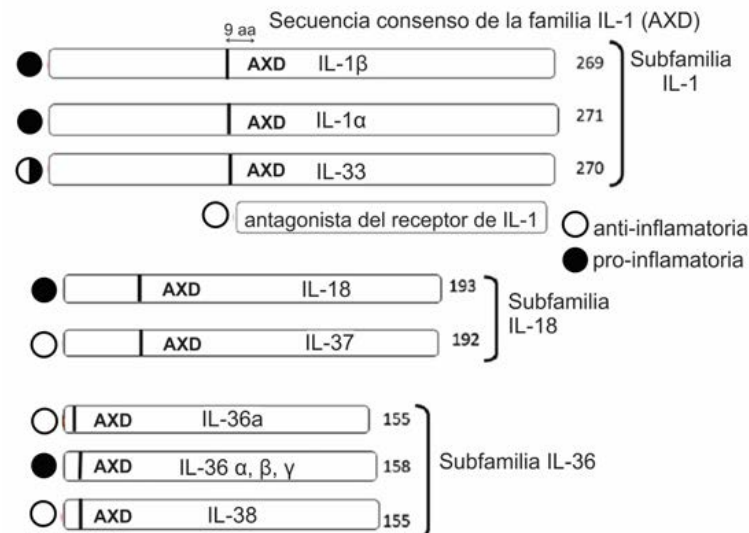 Secuencia consenso de la familia IL-1 (AXD)
9 aa
AXD IL-1β 269
Subfamilia
IL-1
AXD IL-1α 271
AXD IL-33 270
antagonista del receptor de IL-1
anti-inflamatoria
pro-inflamatoria
AXD IL-18 193
Subfamilia
IL-18
AXD IL-37 192
AXD IL-36a 155
AXD IL-36 α, β, γ 158
Subfamilia IL-36
AXD IL-38 155